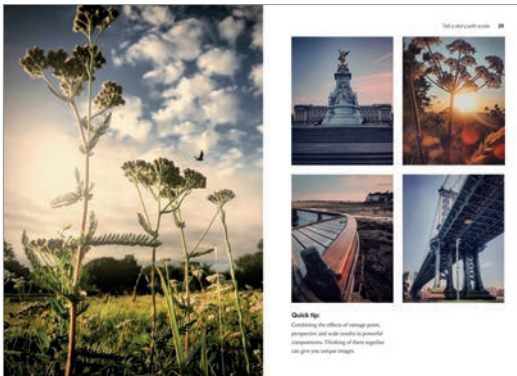 Tell a story with scale 29
Quick tip:
Combining the effects of vantage point,
perspective and scale results in powerful
compositions. Thinking of them together
can give you unique images.